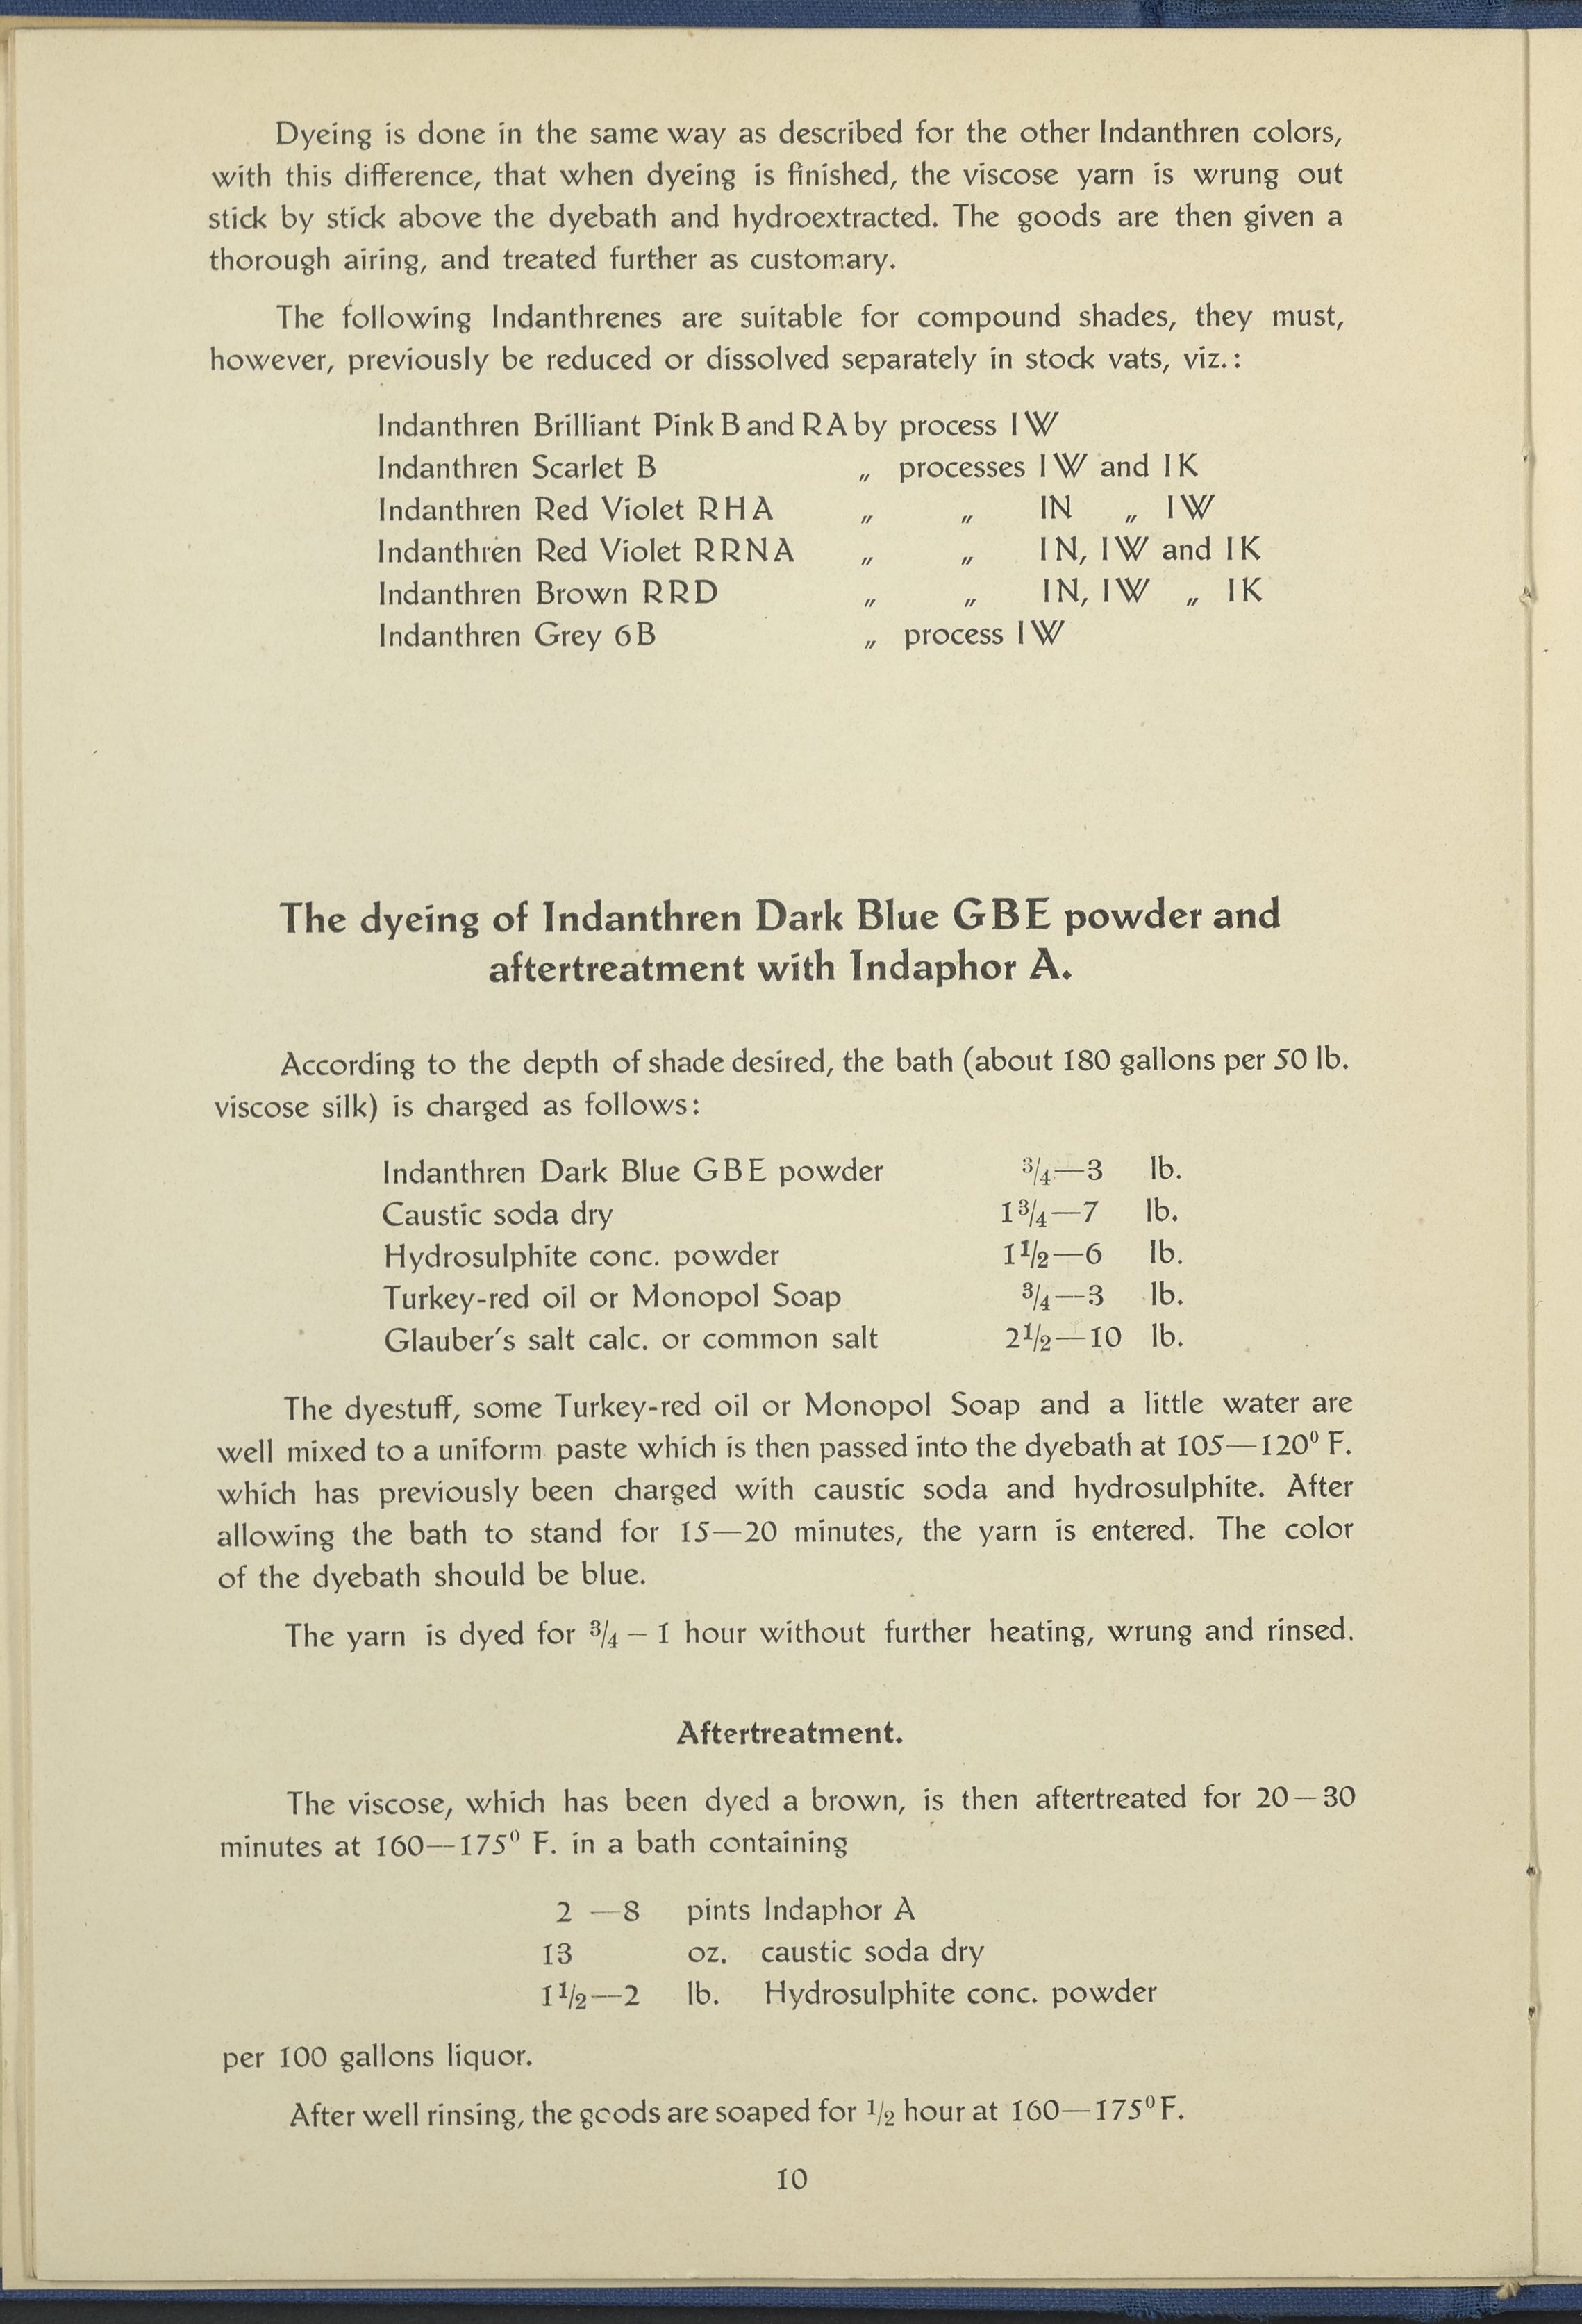 Dyeing is done in the same way as described for the other Indanthren colors,
with this difference, that when dyeing is finished, the viscose yarn is wrung out
stick by stick above the dyebath and hydroextracted. The goods are then given a
thorough airing, and treated further as customary.
The following Indanthrenes are suitable for compound shades, they must,
however, previously be reduced or dissolved separately in stock vats, viz.:
Indanthren Brilliant Pink B and RA by process IW
Indanthren Scarlet B „ processes IW and IK
Indanthren Red Violet RHA „ „ IN „ IW
Indanthren Red Violet RRNA „ „ IN, IW and IK
Indanthren Brown RRD „ „ IN, IW „ IK
Indanthren Grey 6B „ process IW
The dyeing of Indanthren Dark Blue GBE powder and
aftertreatment with Indaphor A.
According to the depth of shade desired, the bath (about 180 gallons per 50 lb.
viscose silk) is charged as follows:
Indanthren Dark Blue GBE powder 3/4—3 lb.
Caustic soda dry 1 3/4—7 lb.
Hydrosulphite conc. powder 1 1/2—6 lb.
Turkey-red oil or Monopol Soap 3/4—3 lb.
Glauber's salt calc. or common salt 2 1/2—10 lb.
The dyestuff, some Turkey-red oil or Monopol Soap and a little water are
well mixed to a uniform paste which is then passed into the dyebath at 105—120° F.
which has previously been charged with caustic soda and hydrosulphite. After
allowing the bath to stand for 15—20 minutes, the yarn is entered. The color
of the dyebath should be blue.
The yarn is dyed for 3/4 – 1 hour without further heating, wrung and rinsed.
Aftertreatment.
The viscose, which has been dyed a brown, is then aftertreated for 20—30
minutes at 160—175° F. in a bath containing
2 —8 pints Indaphor A
13 oz. caustic soda dry
1 1/2—2 lb. Hydrosulphite conc. powder
per 100 gallons liquor.
After well rinsing, the goods are soaped for 1/2 hour at 160—175° F.
10